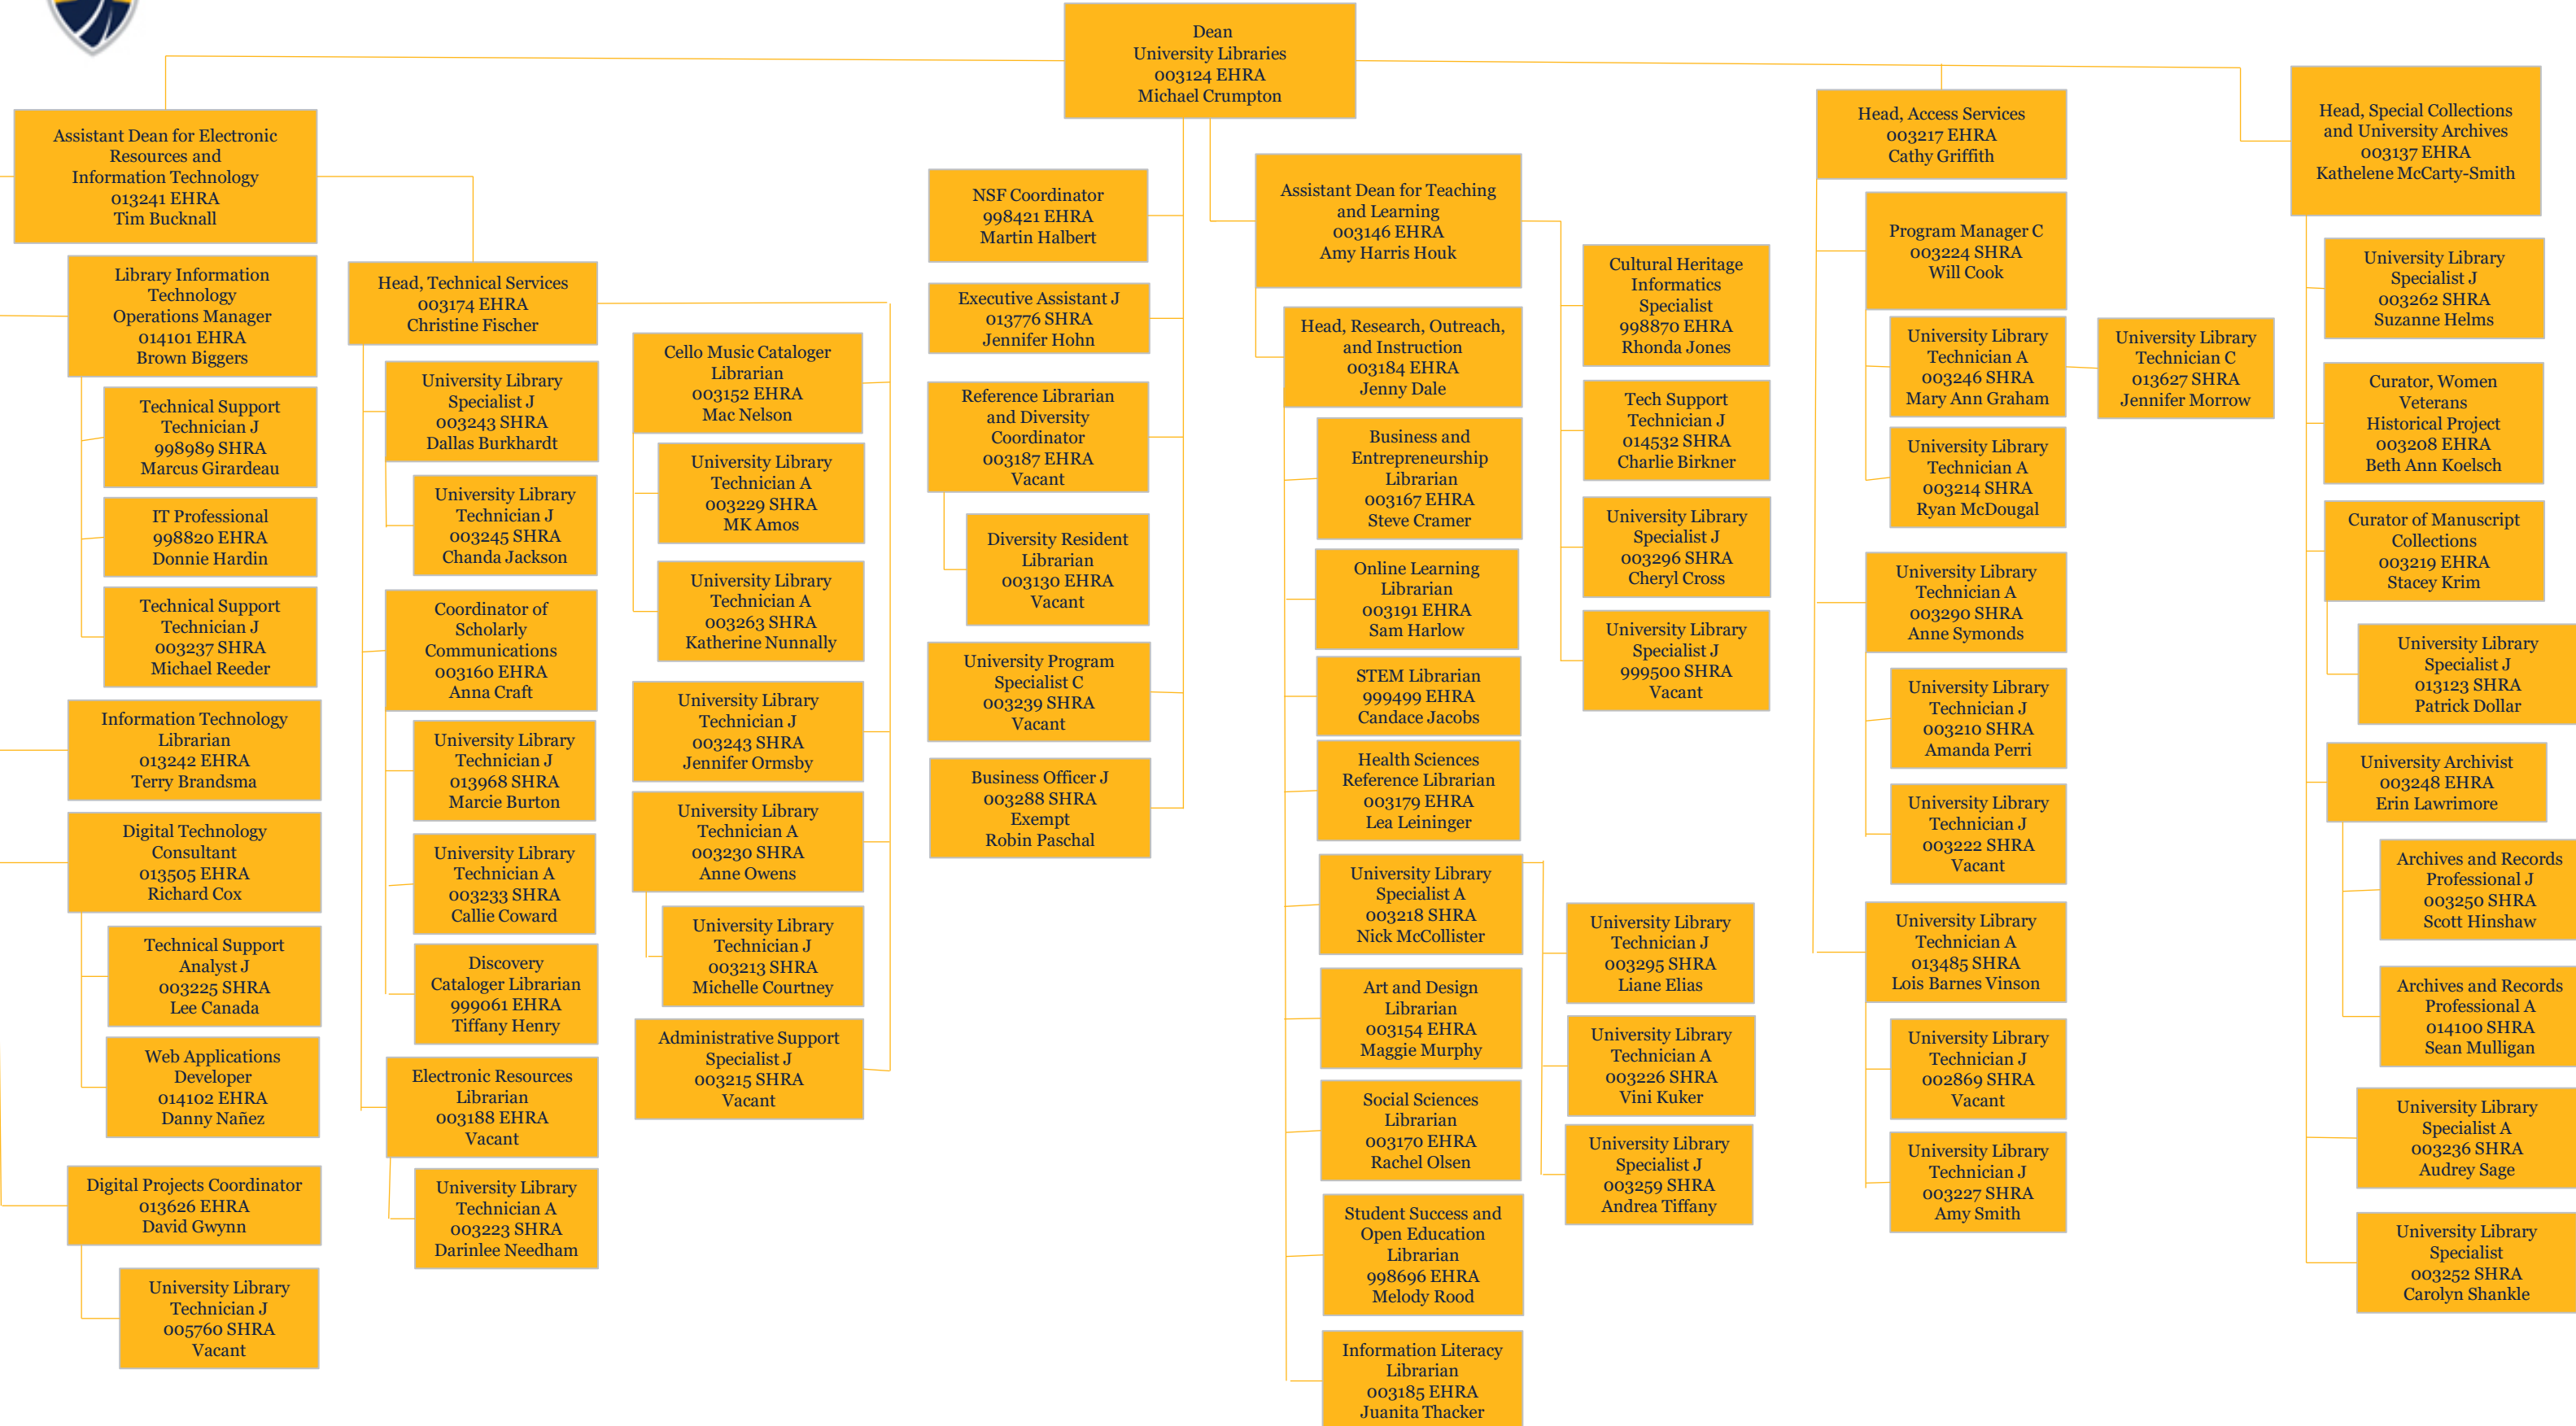 Dean
University Libraries
003124 EHRA
Michael Crumpton
Assistant Dean for Electronic
Resources and
Information Technology
013241 EHRA
Tim Bucknall
Library Information
Technology
Operations Manager
014101 EHRA
Brown Biggers
Technical Support
Technician J
998989 SHRA
Marcus Girardeau
IT Professional
998820 EHRA
Donnie Hardin
Technical Support
Technician J
003237 SHRA
Michael Reeder
Information Technology
Librarian
013242 EHRA
Terry Brandsma
Digital Technology
Consultant
013505 EHRA
Richard Cox
Technical Support
Analyst J
003225 SHRA
Lee Canada
Web Applications
Developer
014102 EHRA
Danny Nañez
Digital Projects Coordinator
013626 EHRA
David Gwynn
University Library
Technician J
005760 SHRA
Vacant
Head, Technical Services
003174 EHRA
Christine Fischer
University Library
Specialist J
003243 SHRA
Dallas Burkhardt
University Library
Technician J
003245 SHRA
Chanda Jackson
Coordinator of
Scholarly
Communications
003160 EHRA
Anna Craft
University Library
Technician J
013968 SHRA
Marcie Burton
University Library
Technician A
003233 SHRA
Callie Coward
Discovery
Cataloger Librarian
999061 EHRA
Tiffany Henry
Electronic Resources
Librarian
003188 EHRA
Vacant
University Library
Technician A
003223 SHRA
Darinlee Needham
Cello Music Cataloger
Librarian
003152 EHRA
Mac Nelson
University Library
Technician A
003229 SHRA
MK Amos
University Library
Technician A
003263 SHRA
Katherine Nunnally
University Library
Technician J
003243 SHRA
Jennifer Ormsby
University Library
Technician A
003230 SHRA
Anne Owens
University Library
Technician J
003213 SHRA
Michelle Courtney
Administrative Support
Specialist J
003215 SHRA
Vacant
NSF Coordinator
998421 EHRA
Martin Halbert
Executive Assistant J
013776 SHRA
Jennifer Hohn
Reference Librarian
and Diversity
Coordinator
003187 EHRA
Vacant
Diversity Resident
Librarian
003130 EHRA
Vacant
University Program
Specialist C
003239 SHRA
Vacant
Business Officer J
003288 SHRA
Exempt
Robin Paschal
Assistant Dean for Teaching
and Learning
003146 EHRA
Amy Harris Houk
Head, Research, Outreach,
and Instruction
003184 EHRA
Jenny Dale
Business and
Entrepreneurship
Librarian
003167 EHRA
Steve Cramer
Online Learning
Librarian
003191 EHRA
Sam Harlow
STEM Librarian
999499 EHRA
Candace Jacobs
Health Sciences
Reference Librarian
003179 EHRA
Lea Leininger
University Library
Specialist A
003218 SHRA
Nick McCollister
Art and Design
Librarian
003154 EHRA
Maggie Murphy
Social Sciences
Librarian
003170 EHRA
Rachel Olsen
Student Success and
Open Education
Librarian
998696 EHRA
Melody Rood
Information Literacy
Librarian
003185 EHRA
Juanita Thacker
Cultural Heritage
Informatics
Specialist
998870 EHRA
Rhonda Jones
Tech Support
Technician J
014532 SHRA
Charlie Birkner
University Library
Specialist J
003296 SHRA
Cheryl Cross
University Library
Specialist J
999500 SHRA
Vacant
University Library
Technician J
003295 SHRA
Liane Elias
University Library
Technician A
003226 SHRA
Vini Kuker
University Library
Specialist J
003259 SHRA
Andrea Tiffany
Head, Access Services
003217 EHRA
Cathy Griffith
Program Manager C
003224 SHRA
Will Cook
University Library
Technician A
003246 SHRA
Mary Ann Graham
University Library
Technician C
013627 SHRA
Jennifer Morrow
University Library
Technician A
003214 SHRA
Ryan McDougal
University Library
Technician A
003290 SHRA
Anne Symonds
University Library
Technician J
003210 SHRA
Amanda Perri
University Library
Technician J
003222 SHRA
Vacant
University Library
Technician A
013485 SHRA
Lois Barnes Vinson
University Library
Technician J
002869 SHRA
Vacant
University Library
Technician J
003227 SHRA
Amy Smith
Head, Special Collections
and University Archives
003137 EHRA
Kathelene McCarty-Smith
University Library
Specialist J
003262 SHRA
Suzanne Helms
Curator, Women
Veterans
Historical Project
003208 EHRA
Beth Ann Koelsch
Curator of Manuscript
Collections
003219 EHRA
Stacey Krim
University Library
Specialist J
013123 SHRA
Patrick Dollar
University Archivist
003248 EHRA
Erin Lawrimore
Archives and Records
Professional J
003250 SHRA
Scott Hinshaw
Archives and Records
Professional A
014100 SHRA
Sean Mulligan
University Library
Specialist A
003236 SHRA
Audrey Sage
University Library
Specialist
003252 SHRA
Carolyn Shankle